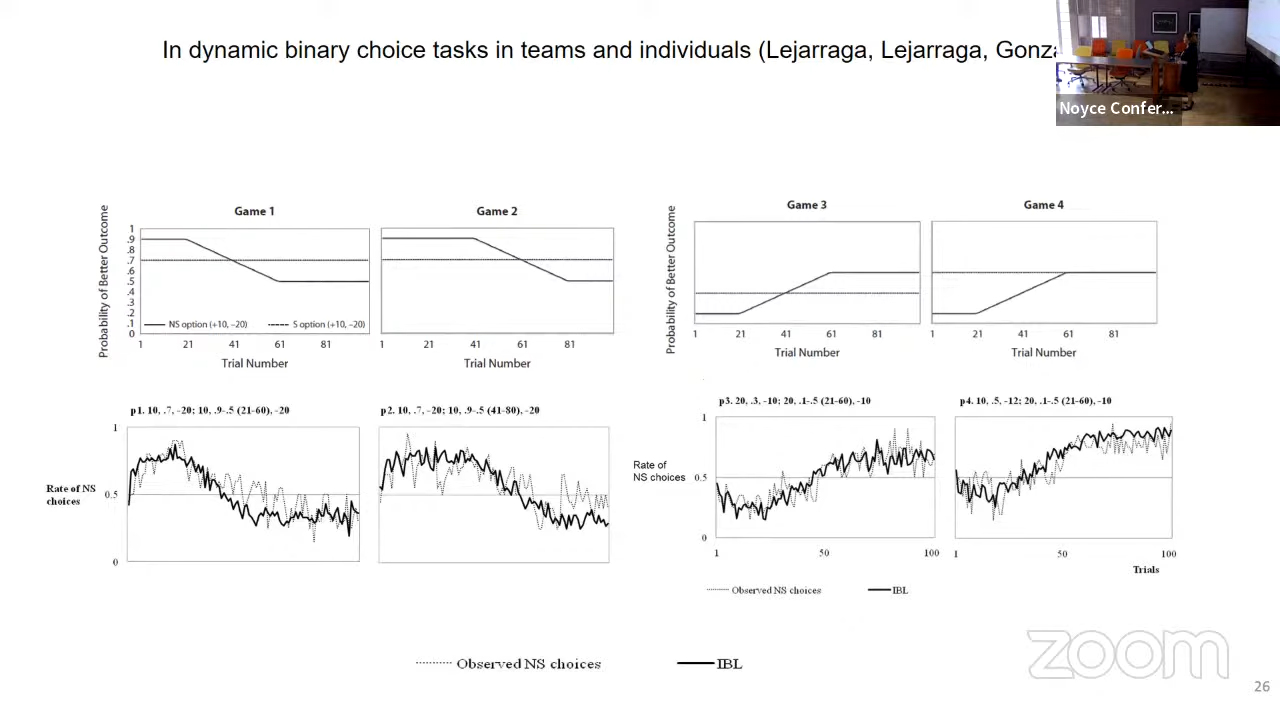 In dynamic binary choice tasks in teams and individuals (Lejarraga, Lejarraga, Gonza
Noyce Confer...
Game 1
Game 2
Probability of Better Outcome
1
.9
.8
.7
.6
.5
.4
.3
.2
.1
0
NS option (+10, -20)
S option (+10, -20)
1 21 41 61 81
Trial Number
1 21 41 61 81
Trial Number
Game 3
Game 4
Probability of Better Outcome
1 21 41 61 81
Trial Number
1 21 41 61 81
Trial Number
p1. 10, .7, -20; 10, .9-.5 (21-60), -20
p2. 10, .7, -20; 10, .9-.5 (41-80), -20
1
Rate of NS
choices
0.5
0
p3. 20, .3, -10; 20, .1-.5 (21-60), -10
p4. 10, .5, -12; 20, .1-.5 (21-60), -10
1
Rate of
NS choices
0.5
0
1 50 100
1 50 100
Trials
Observed NS choices
IBL
Observed NS choices
IBL
zoom
26